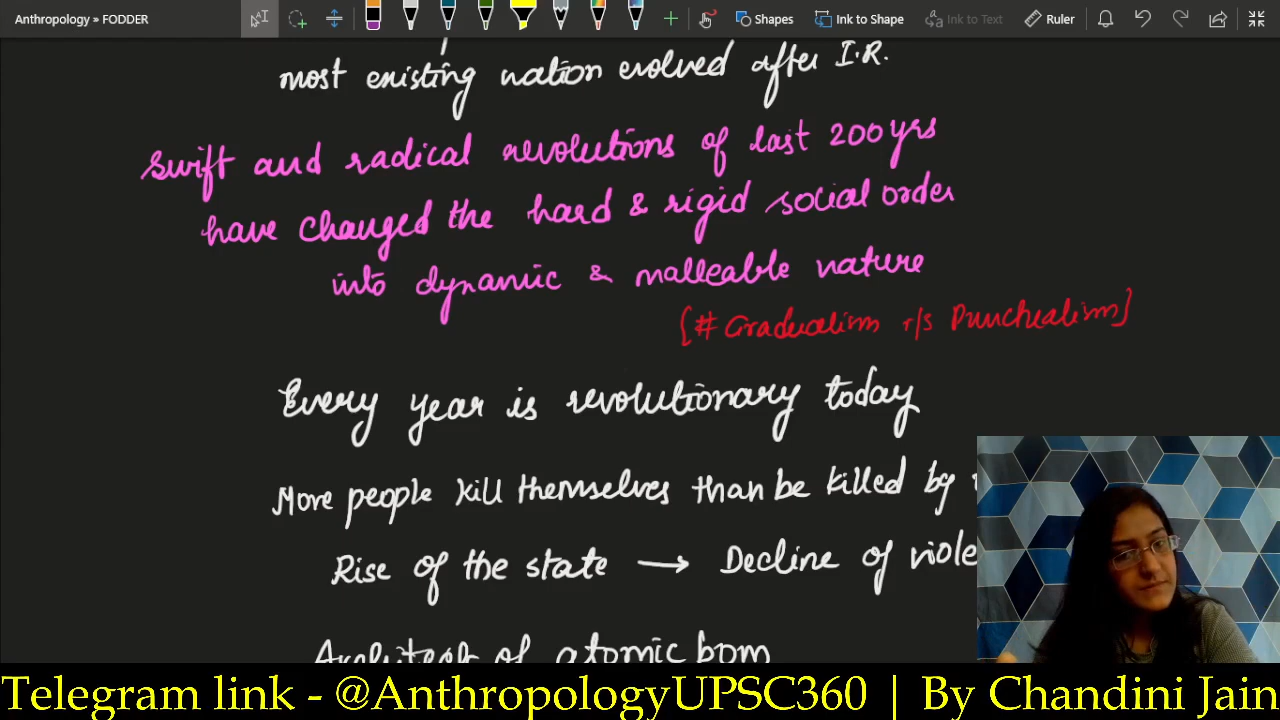 Anthropology » FODDER
Shapes
Ink to Shape
Ink to Text
Ruler
most existing nation evolved after I.R.
swift and radical revolutions of last 200yrs
have changed the hard & rigid social order
into dynamic & malleable nature
{# Gradualism v/s Punctualism}
Every year is revolutionary today
More people kill themselves than be killed by
Rise of the state → Decline of viole
Architect of atomic bom
Telegram link - @AnthropologyUPSC360 | By Chandini Jain